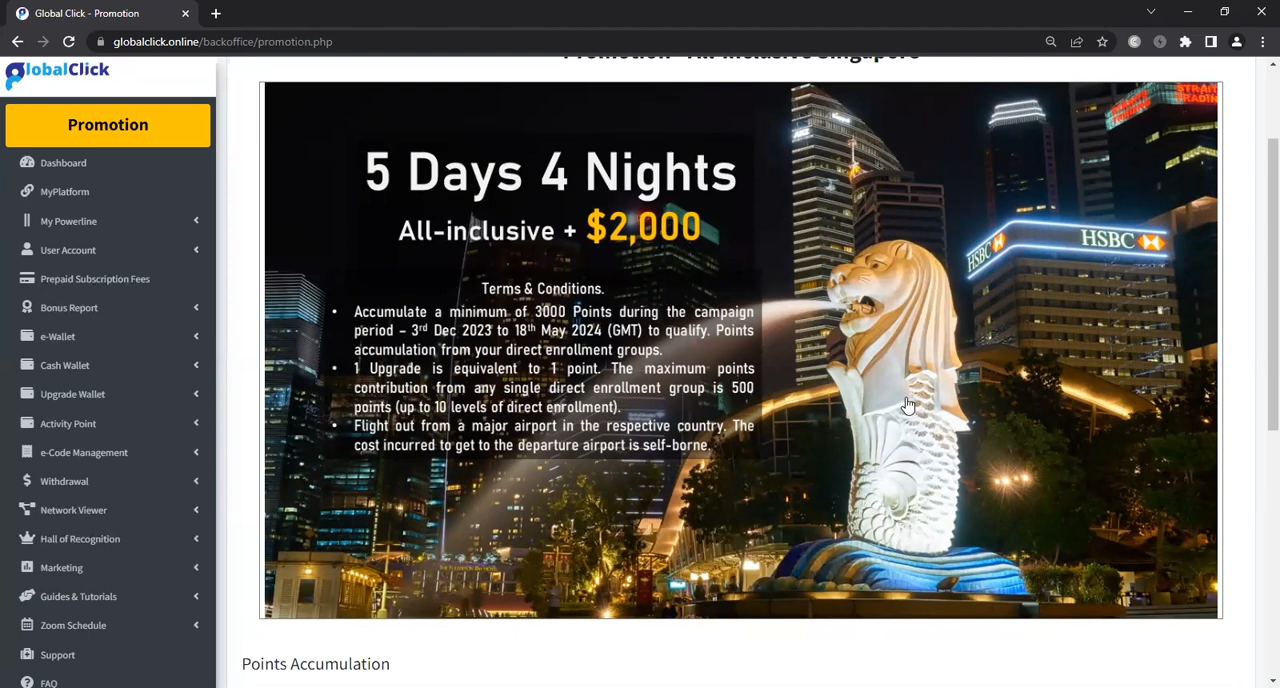 Global Click - Promotion
globalclick.online/backoffice/promotion.php
GlobalClick
Promotion
Dashboard
MyPlatform
My Powerline
User Account
Prepaid Subscription Fees
Bonus Report
e-Wallet
Cash Wallet
Upgrade Wallet
Activity Point
e-Code Management
Withdrawal
Network Viewer
Hall of Recognition
Marketing
Guides & Tutorials
Zoom Schedule
Support
FAQ
5 Days 4 Nights
All-inclusive + $2,000
Terms & Conditions.
• Accumulate a minimum of 3000 Points during the campaign
period – 3rd Dec 2023 to 18th May 2024 (GMT) to qualify. Points
accumulation from your direct enrollment groups.
• 1 Upgrade is equivalent to 1 point. The maximum points
contribution from any single direct enrollment group is 500
points (up to 10 levels of direct enrollment).
• Flight out from a major airport in the respective country. The
cost incurred to get to the departure airport is self-borne.
HSBC
HSBC
Points Accumulation